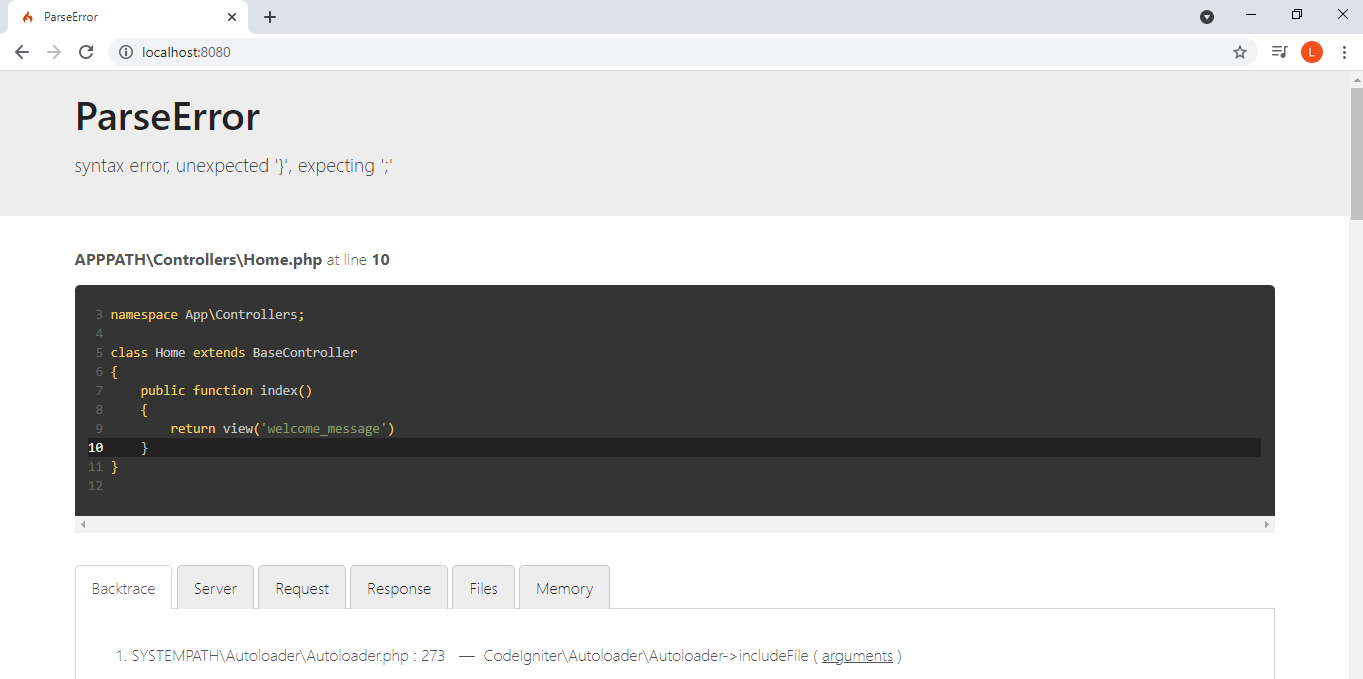 ParseError
localhost:8080
L
ParseError
syntax error, unexpected '}', expecting ';'
APPPATH\Controllers\Home.php at line 10
3 namespace App\Controllers;
4
5 class Home extends BaseController
6 {
7 public function index()
8 {
9 return view('welcome_message')
10 }
11 }
12
Backtrace Server Request Response Files Memory
1. SYSTEMPATH\Autoloader\Autoloader.php : 273 — CodeIgniter\Autoloader\Autoloader->includeFile ( arguments )